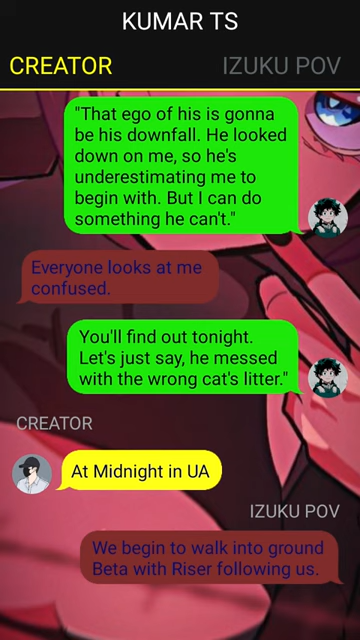 KUMAR TS
CREATOR
IZUKU POV
"That ego of his is gonna
be his downfall. He looked
down on me, so he's
underestimating me to
begin with. But I can do
something he can't."
Everyone looks at me
confused.
You'll find out tonight.
Let's just say, he messed
with the wrong cat's litter."
CREATOR
At Midnight in UA
IZUKU POV
We begin to walk into ground
Beta with Riser following us.